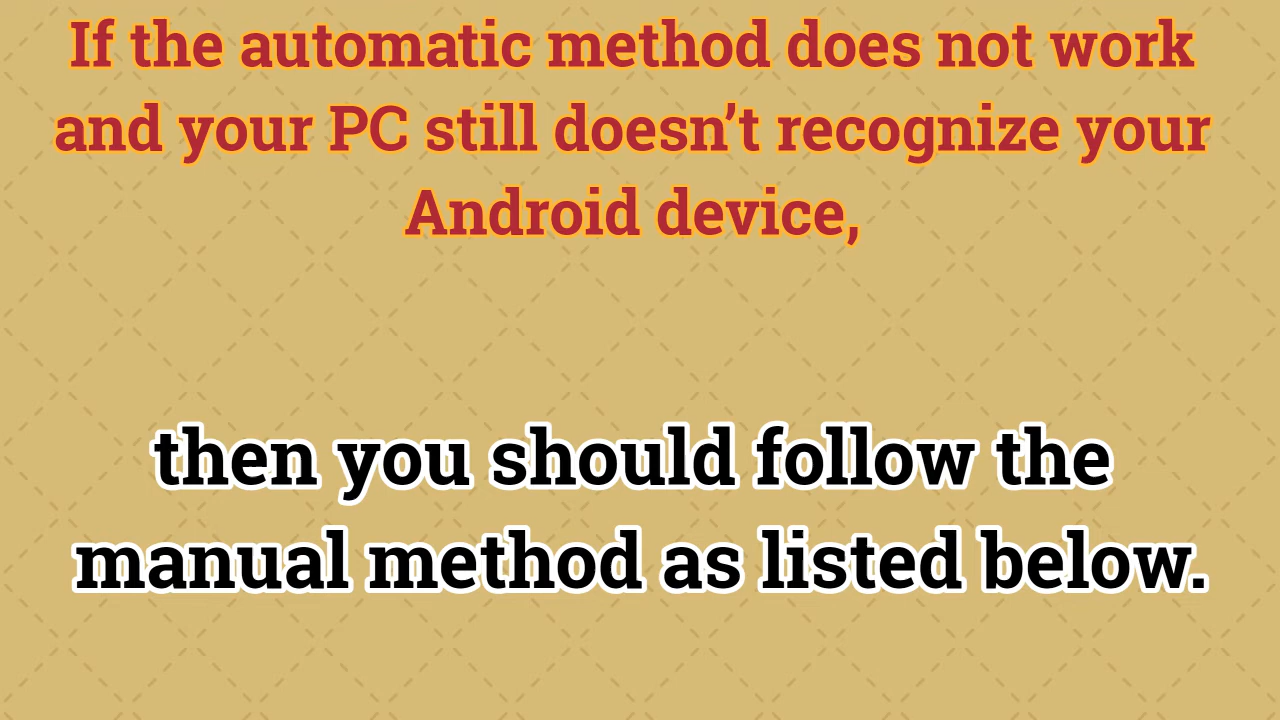 If the automatic method does not work
and your PC still doesn’t recognize your
Android device,
then you should follow the
manual method as listed below.